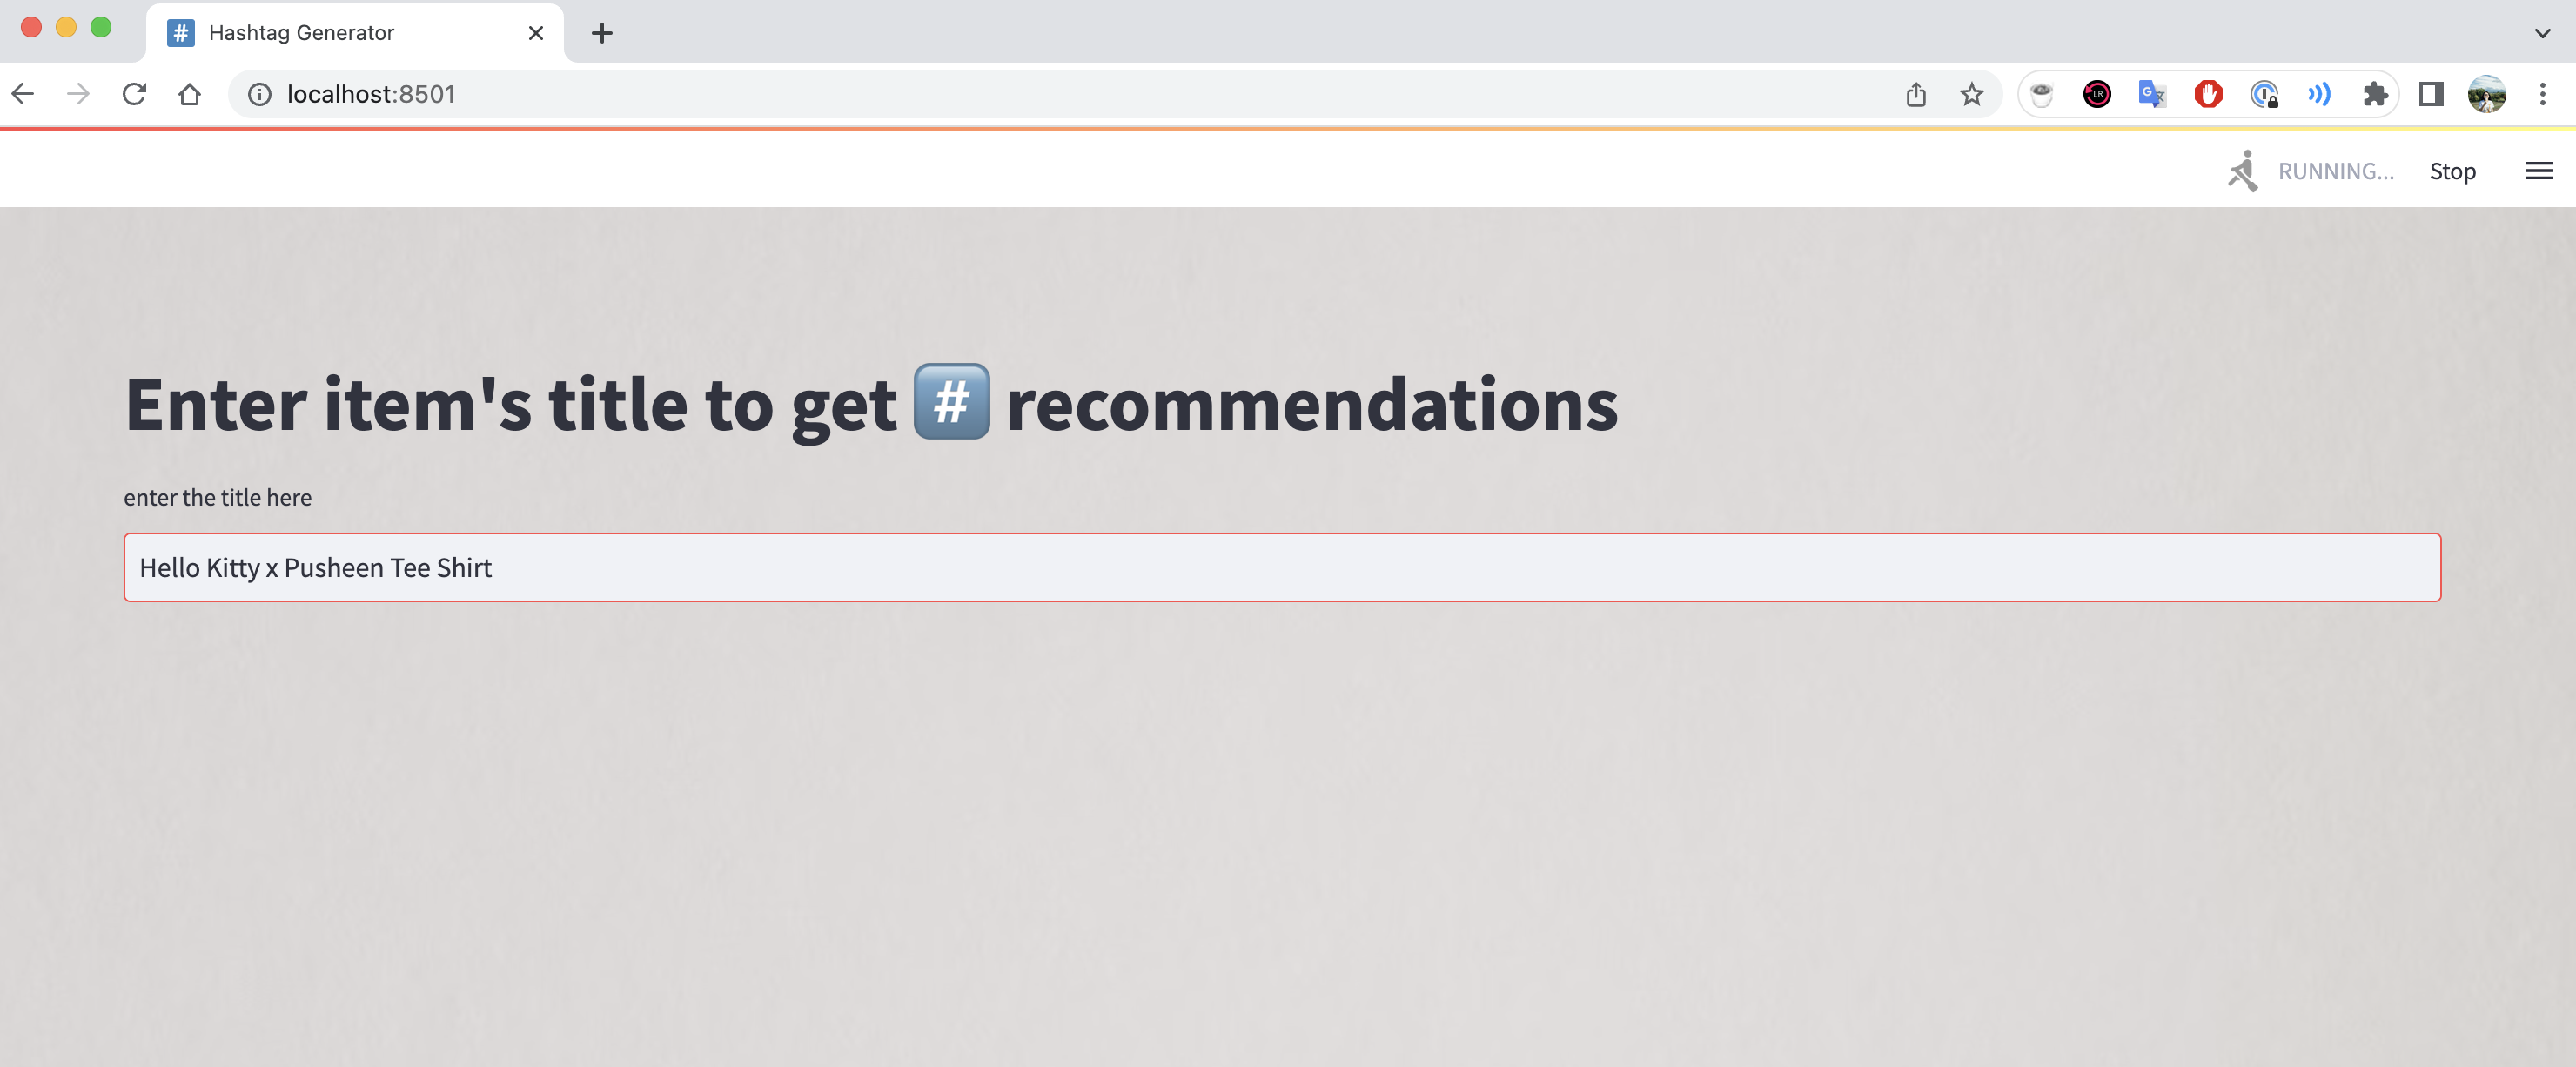 # Hashtag Generator
localhost:8501
LR
G
RUNNING... Stop
Enter item's title to get # recommendations
enter the title here
Hello Kitty x Pusheen Tee Shirt